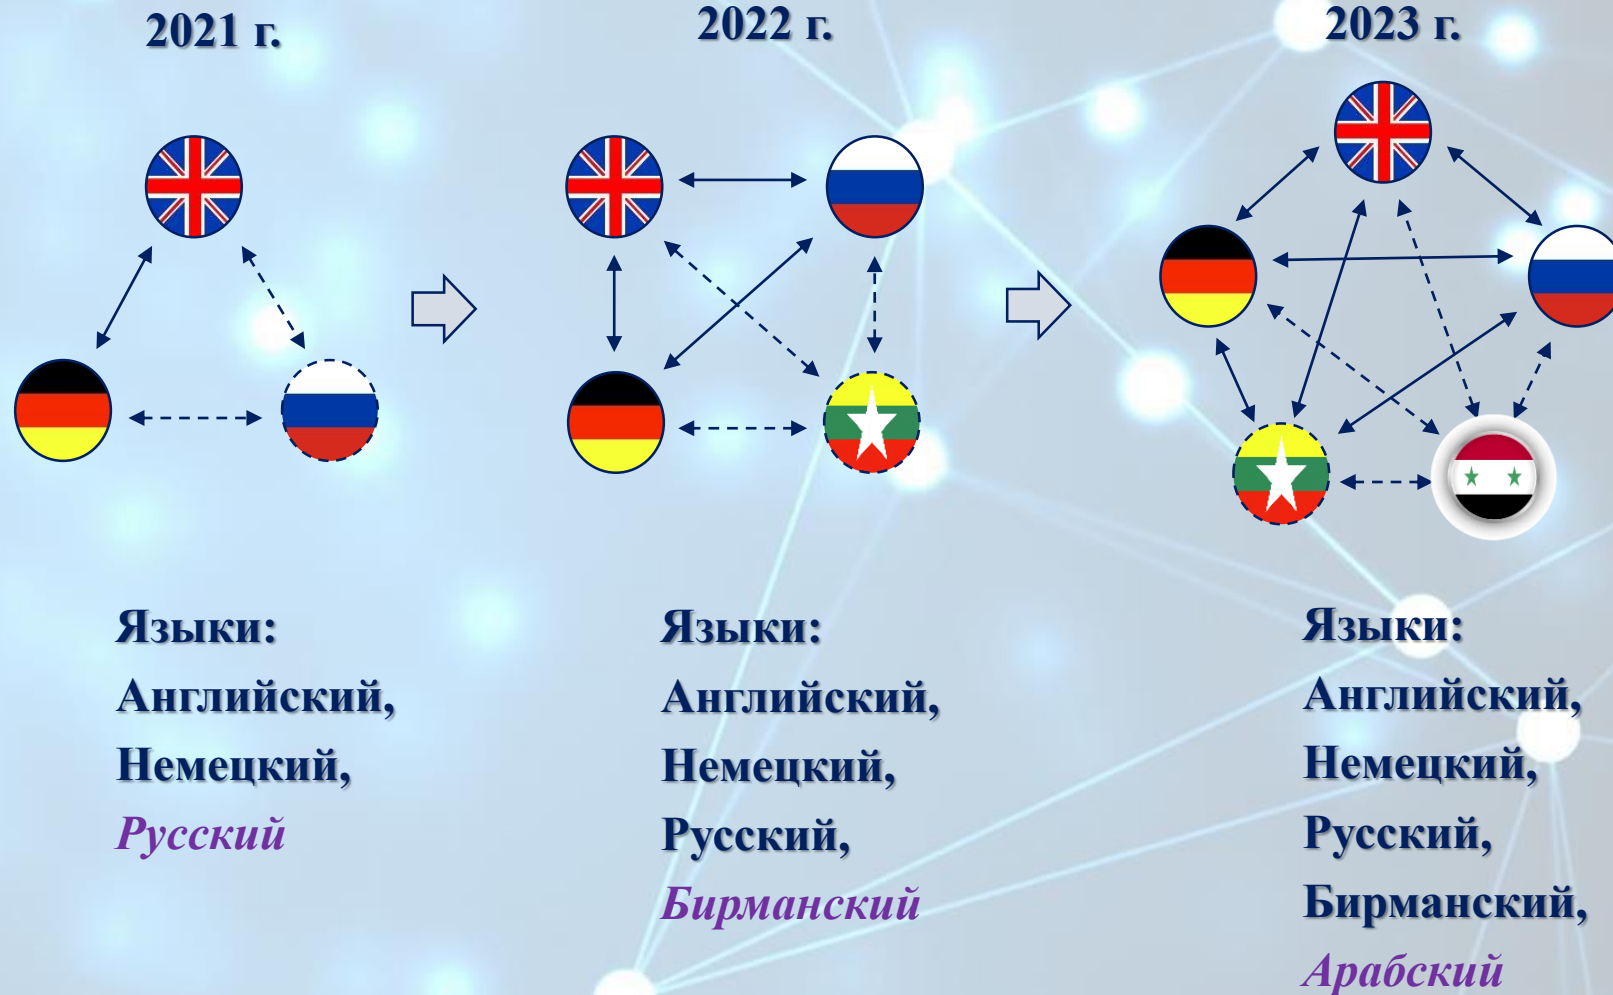 2021 г.
2022 г.
2023 г.
Языки:
Английский,
Немецкий,
Русский
Языки:
Английский,
Немецкий,
Русский,
Бирманский
Языки:
Английский,
Немецкий,
Русский,
Бирманский,
Арабский